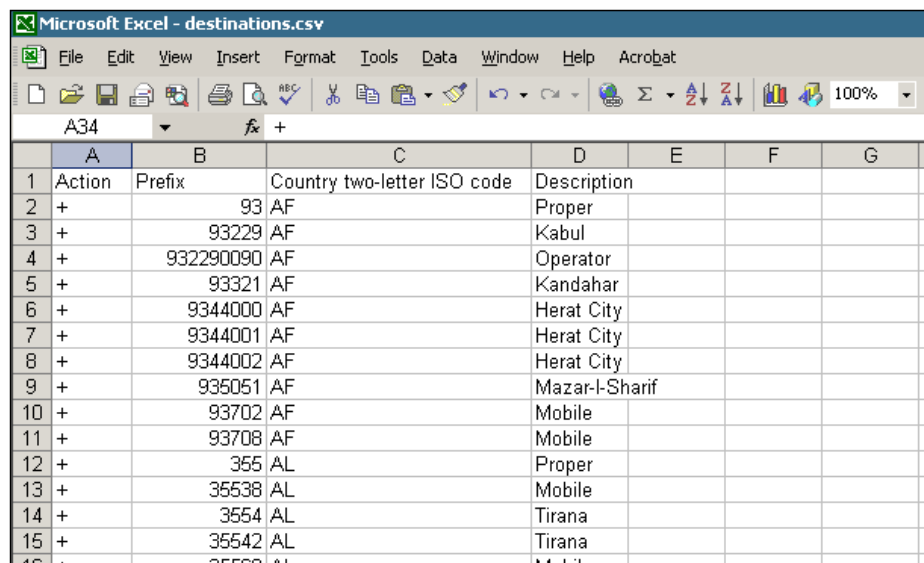 Microsoft Excel - destinations.csv
File Edit View Insert Format Tools Data Window Help Acrobat
ABC Σ A Z Z A 100%
A34 fx +
A B C D E F G
1 Action Prefix Country two-letter ISO code Description
2 + 93 AF Proper
3 + 93229 AF Kabul
4 + 932290090 AF Operator
5 + 93321 AF Kandahar
6 + 9344000 AF Herat City
7 + 9344001 AF Herat City
8 + 9344002 AF Herat City
9 + 935051 AF Mazar-I-Sharif
10 + 93702 AF Mobile
11 + 93708 AF Mobile
12 + 355 AL Proper
13 + 35538 AL Mobile
14 + 3554 AL Tirana
15 + 35542 AL Tirana